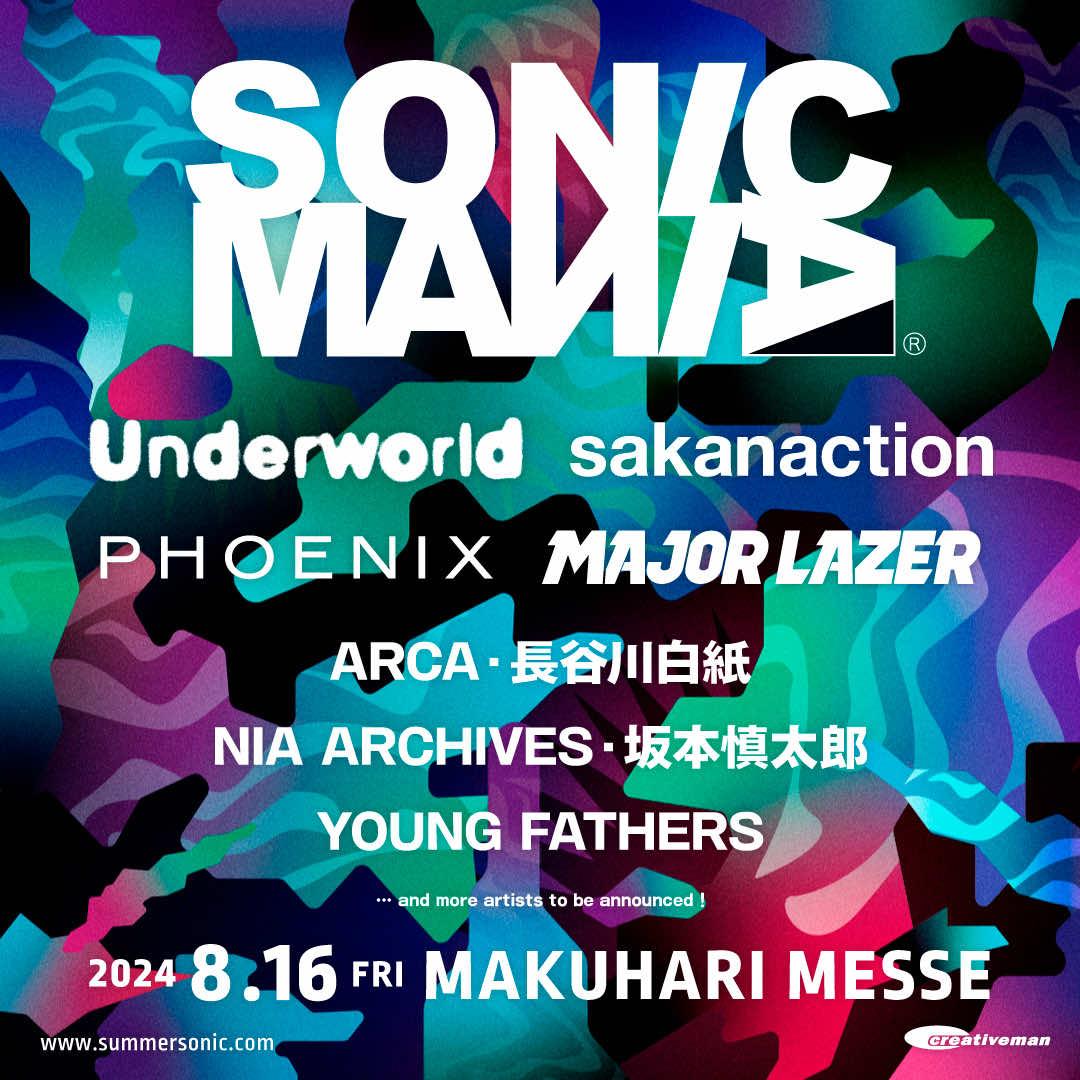 SONIC
MANIA
®
Underworld sakanaction
PHOENIX MAJOR LAZER
ARCA・長谷川白紙
NIA ARCHIVES・坂本慎太郎
YOUNG FATHERS
… and more artists to be announced !
2024 8.16 FRI MAKUHARI MESSE
www.summersonic.com creativeman